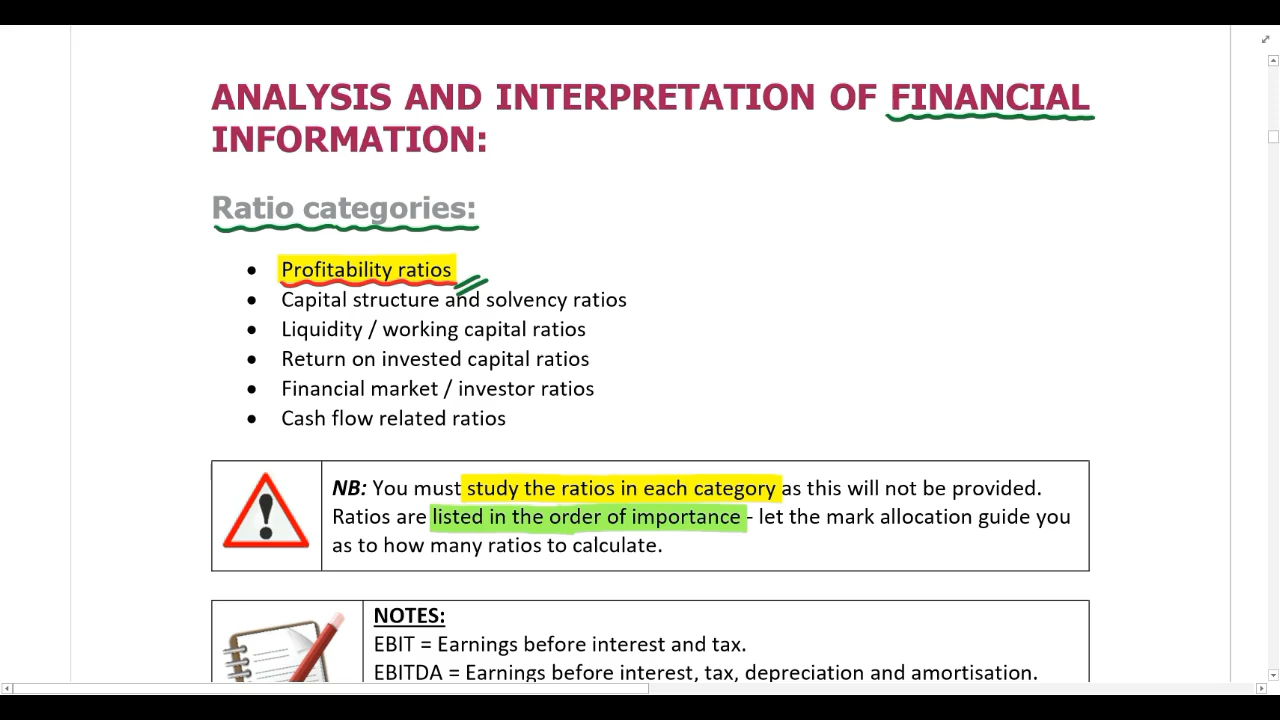 ANALYSIS AND INTERPRETATION OF FINANCIAL
INFORMATION:
Ratio categories:
• Profitability ratios
• Capital structure and solvency ratios
• Liquidity / working capital ratios
• Return on invested capital ratios
• Financial market / investor ratios
• Cash flow related ratios
NB: You must study the ratios in each category as this will not be provided.
Ratios are listed in the order of importance - let the mark allocation guide you
as to how many ratios to calculate.
NOTES:
EBIT = Earnings before interest and tax.
EBITDA = Earnings before interest, tax, depreciation and amortisation.